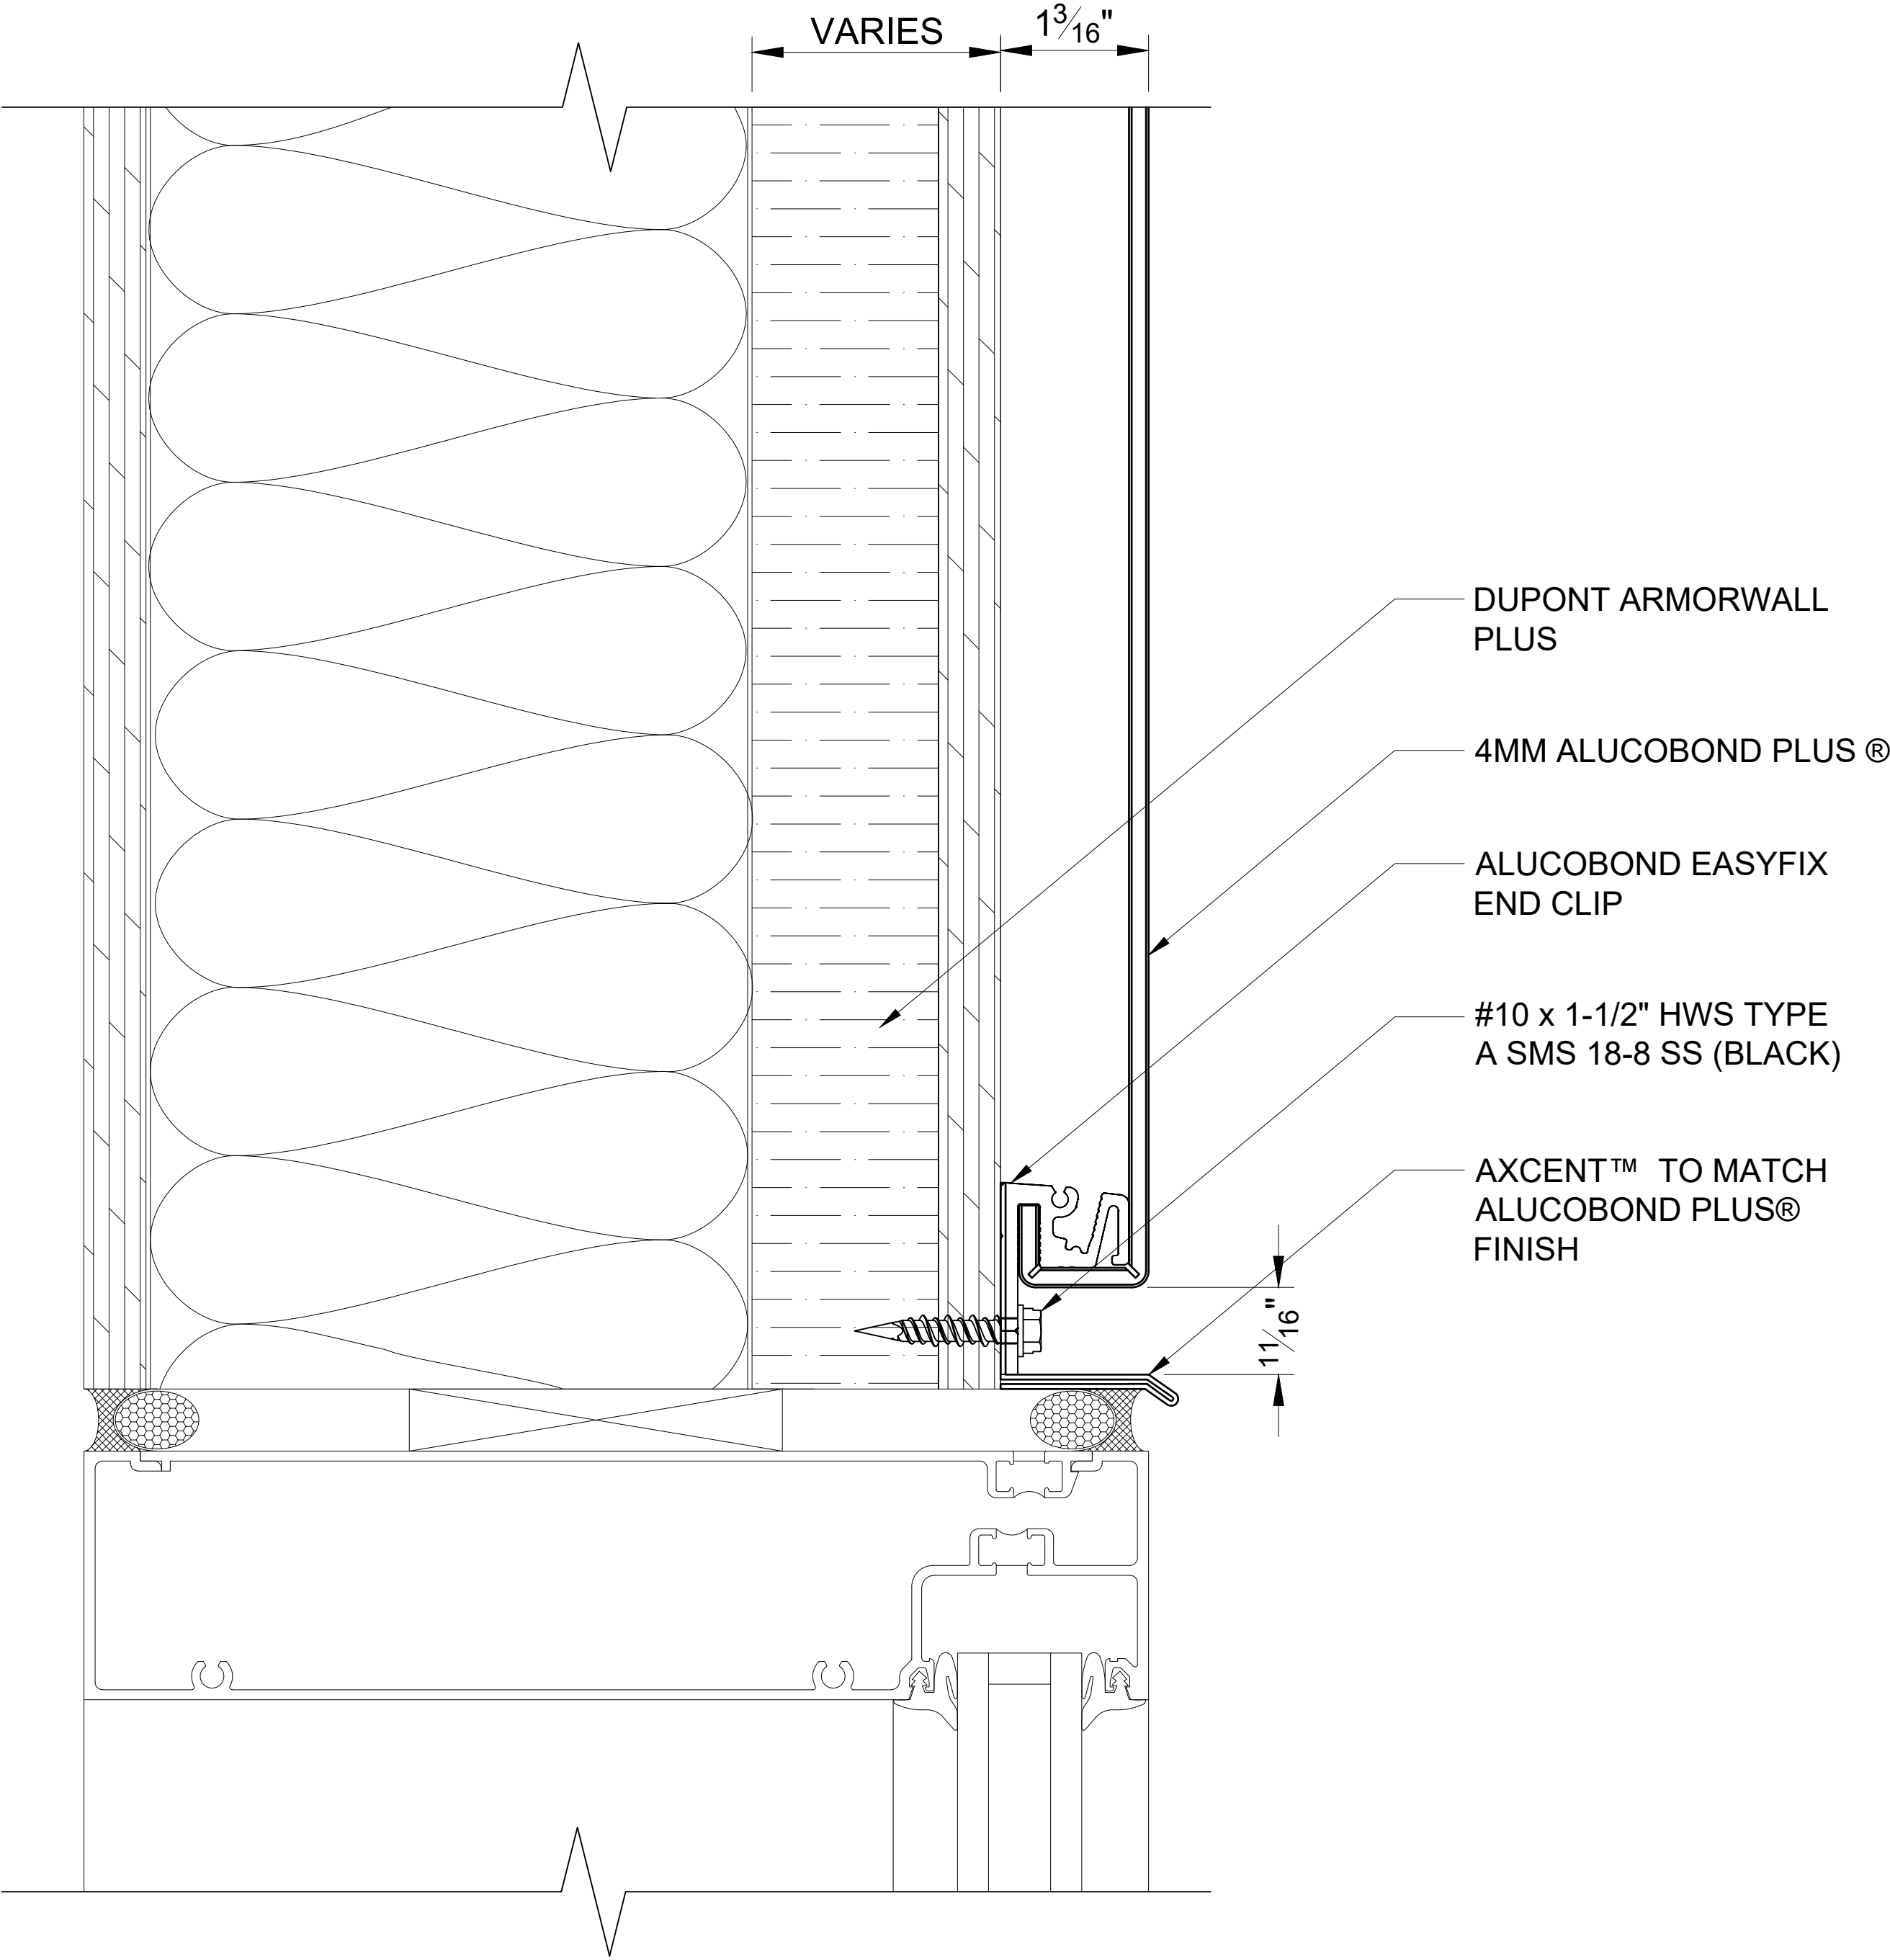 VARIES
1 3/16"
DUPONT ARMORWALL
PLUS
4MM ALUCOBOND PLUS ®
ALUCOBOND EASYFIX
END CLIP
#10 x 1-1/2" HWS TYPE
A SMS 18-8 SS (BLACK)
AXCENT™ TO MATCH
ALUCOBOND PLUS®
FINISH
11/16"